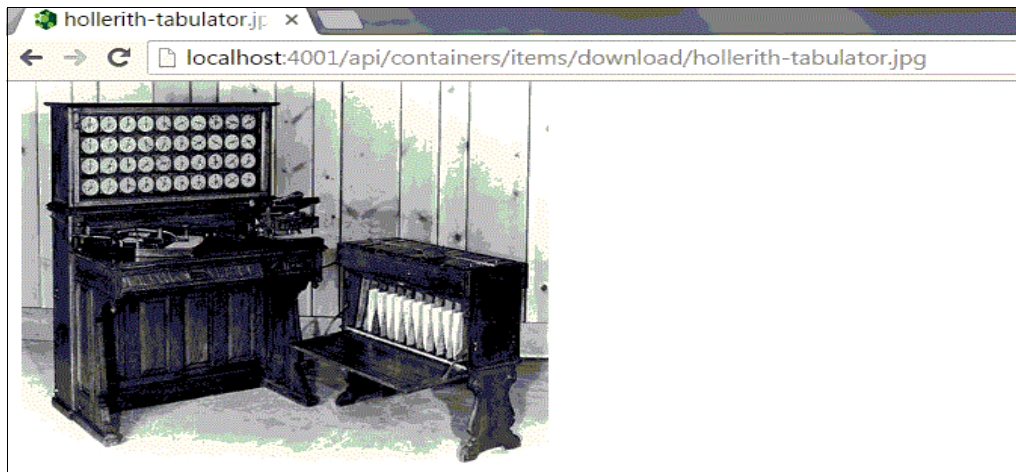 hollerith-tabulator.jp
localhost:4001/api/containers/items/download/hollerith-tabulator.jpg